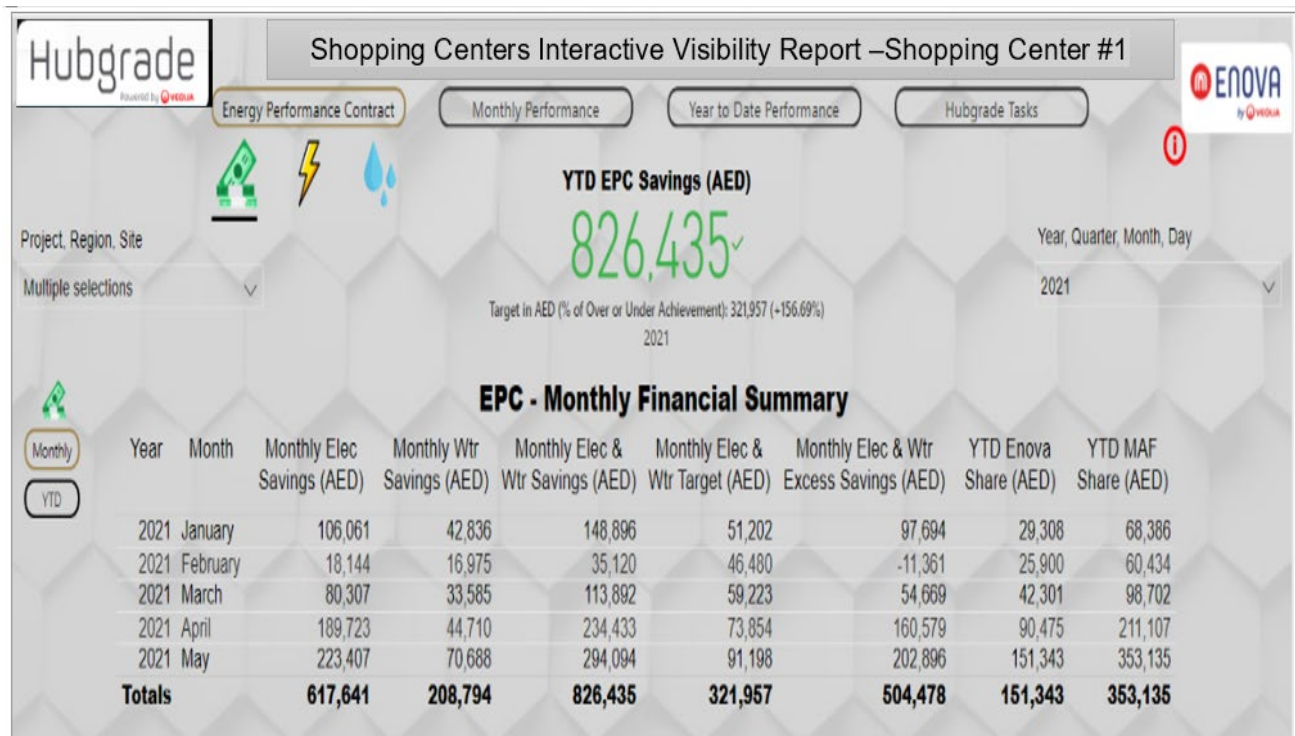 Hubgrade
Powered by VEOLIA
Shopping Centers Interactive Visibility Report –Shopping Center #1
ENOVA
by VEOLIA
Energy Performance Contract
Monthly Performance
Year to Date Performance
Hubgrade Tasks
i
YTD EPC Savings (AED)
826,435
Project, Region, Site
Multiple selections
Year, Quarter, Month, Day
2021
Target in AED (% of Over or Under Achievement): 321,957 (+156.69%)
2021
EPC - Monthly Financial Summary
Monthly
YTD
Year Month Monthly Elec Savings (AED) Monthly Wtr Savings (AED) Monthly Elec & Wtr Savings (AED) Monthly Elec & Wtr Target (AED) Monthly Elec & Wtr Excess Savings (AED) YTD Enova Share (AED) YTD MAF Share (AED)
2021 January 106,061 42,836 148,896 51,202 97,694 29,308 68,386
2021 February 18,144 16,975 35,120 46,480 -11,361 25,900 60,434
2021 March 80,307 33,585 113,892 59,223 54,669 42,301 98,702
2021 April 189,723 44,710 234,433 73,854 160,579 90,475 211,107
2021 May 223,407 70,688 294,094 91,198 202,896 151,343 353,135
Totals 617,641 208,794 826,435 321,957 504,478 151,343 353,135